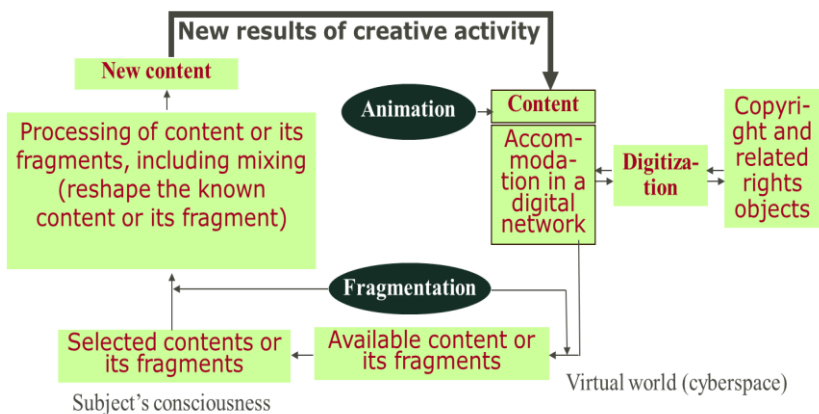 New results of creative activity
New content
Processing of content or its
fragments, including mixing
(reshape the known
content or its fragment)
Animation
Content
Accom-
moda-
tion in a
digital
network
Digitiza-
tion
Copyri-
ght and
related
rights
objects
Fragmentation
Selected contents or
its fragments
Available content or
its fragments
Subject's consciousness
Virtual world (cyberspace)